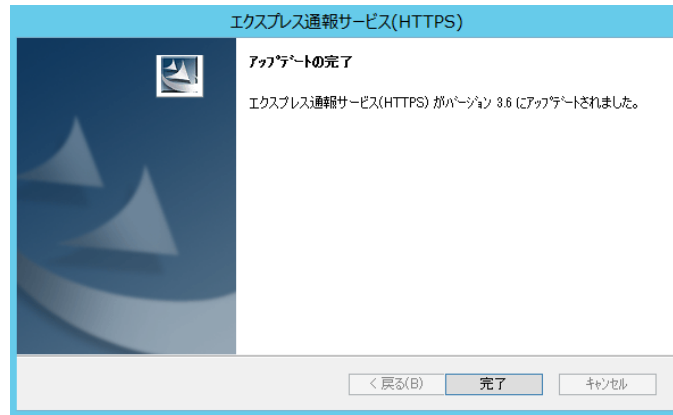 エクスプレス通報サービス(HTTPS)
ｱｯﾌﾟﾃﾞｰﾄの完了
エクスプレス通報サービス(HTTPS) がﾊﾞｰｼﾞｮﾝ 3.6 にｱｯﾌﾟﾃﾞｰﾄされました。
< 戻る(B)
完了
ｷｬﾝｾﾙ